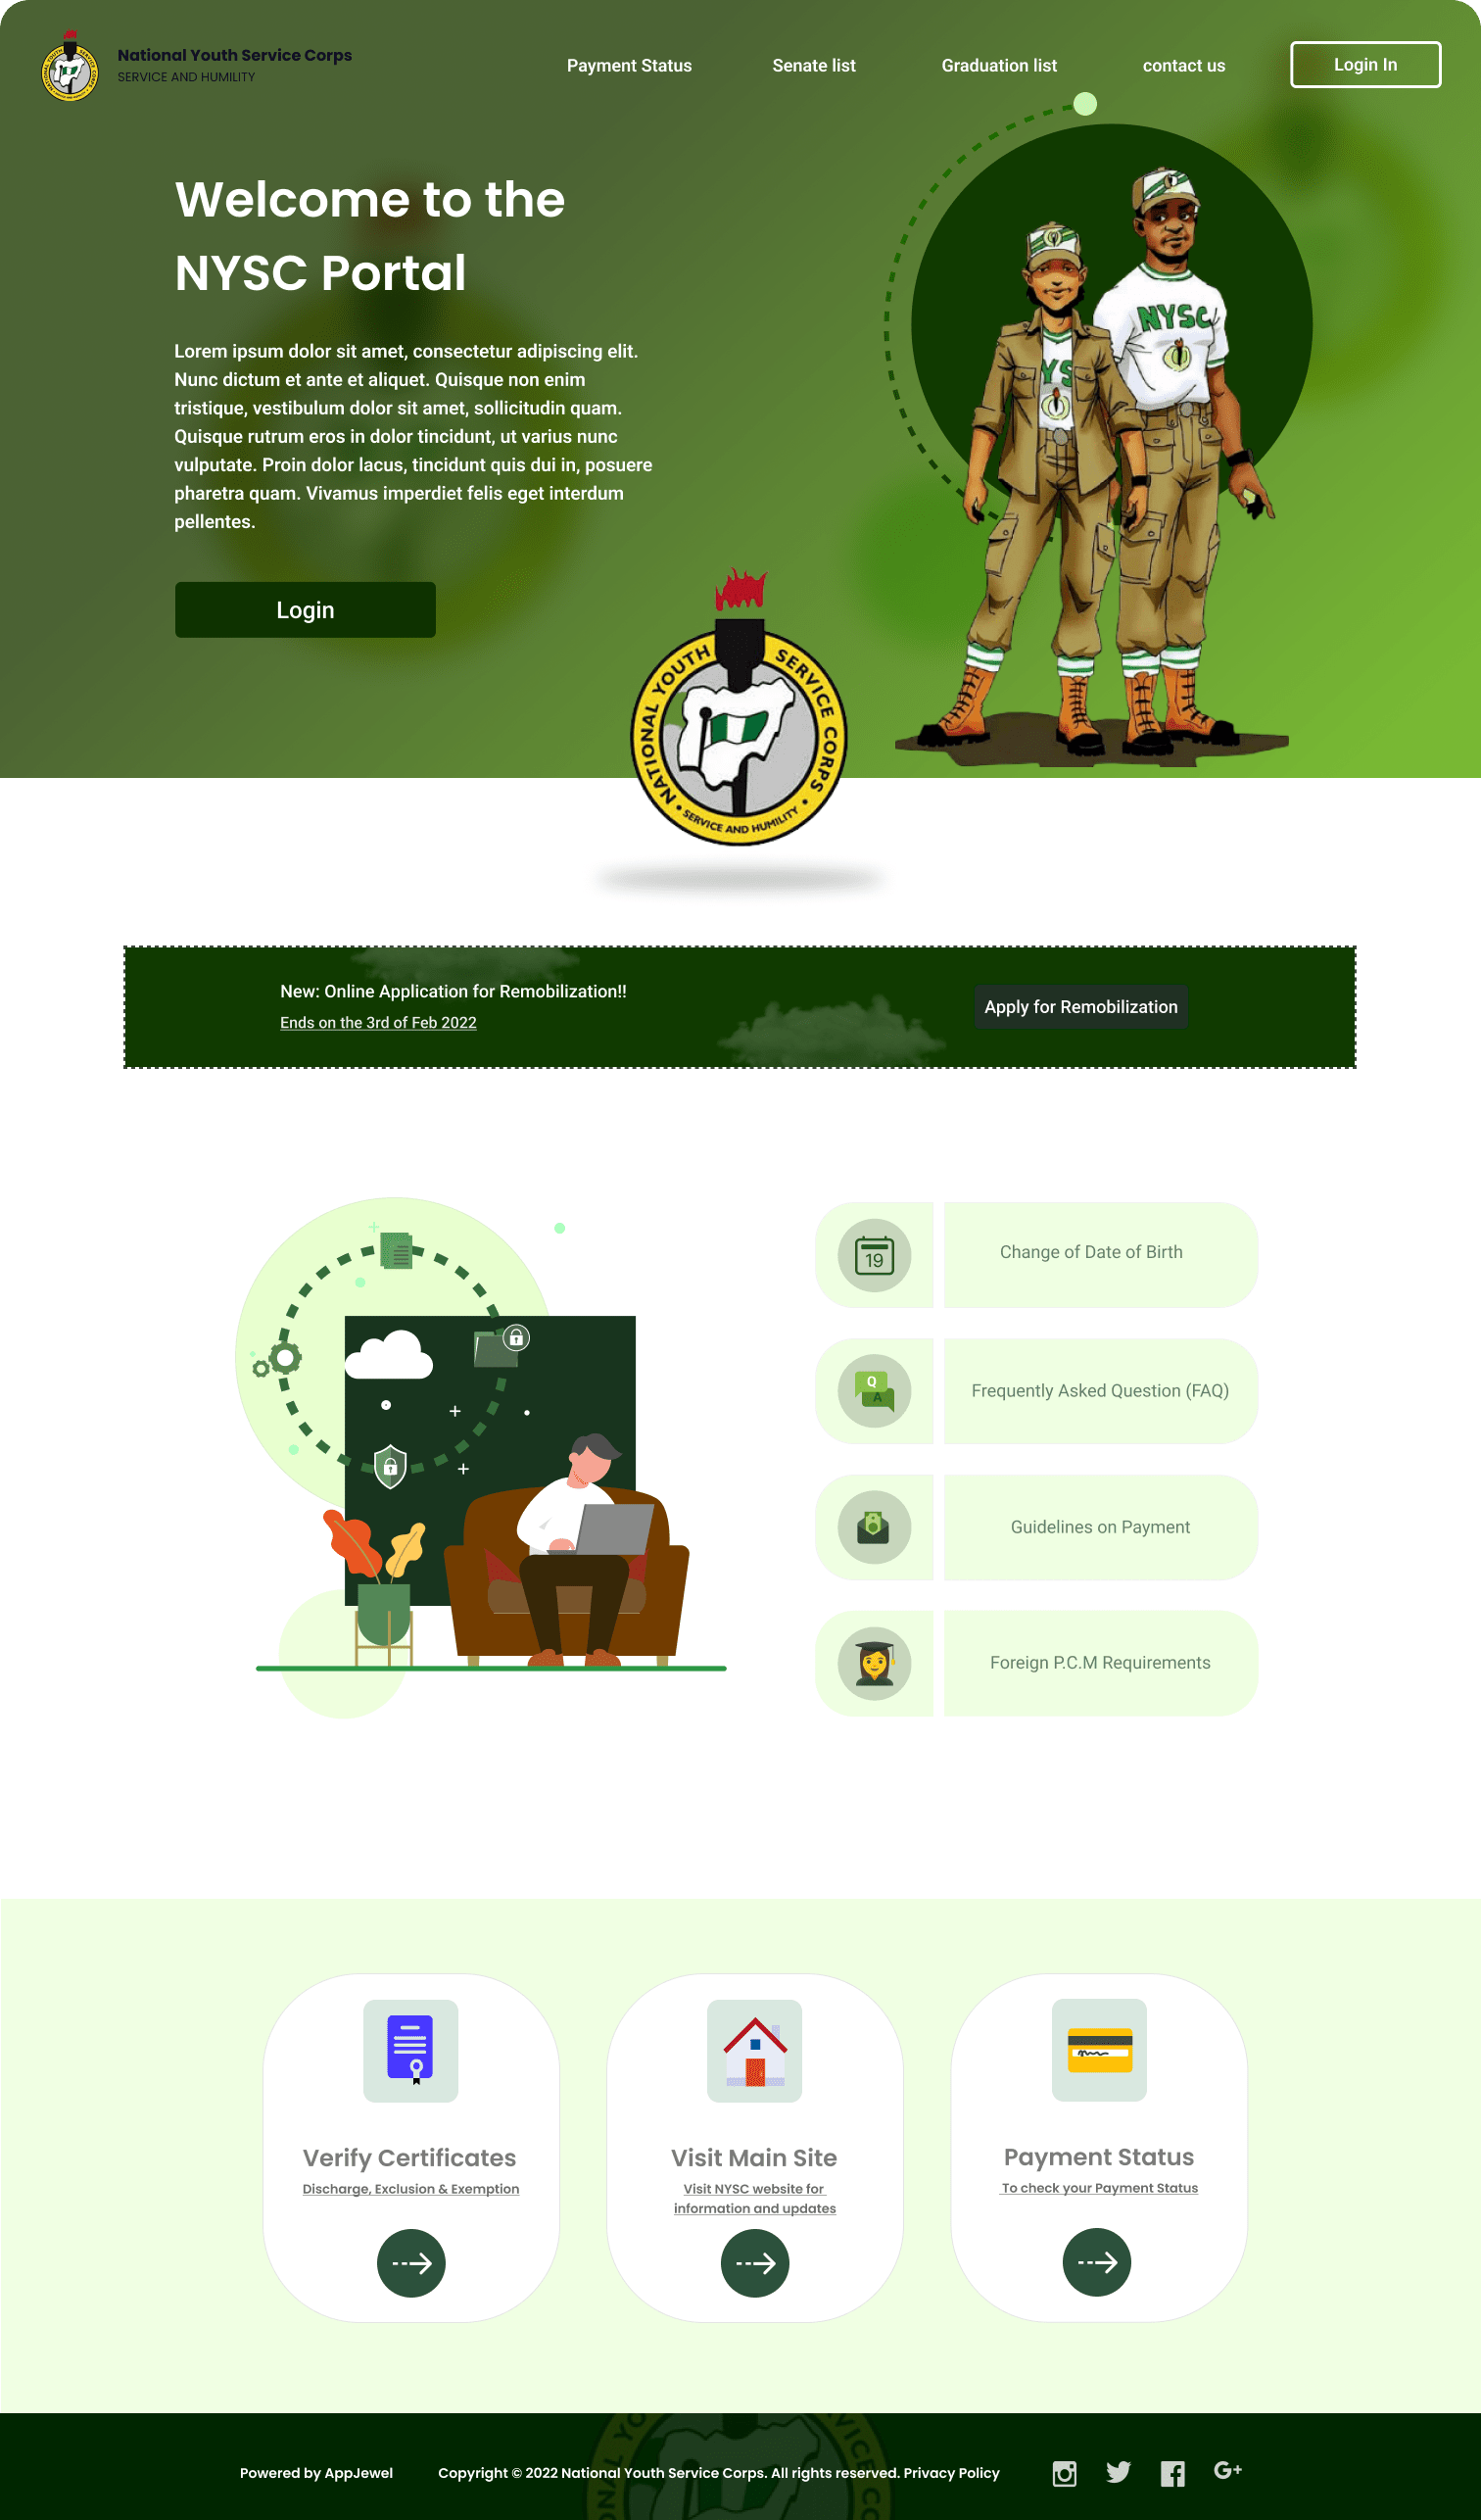 National Youth Service Corps
SERVICE AND HUMILITY
Payment Status
Senate list
Graduation list
contact us
Login In
Welcome to the
NYSC Portal
Lorem ipsum dolor sit amet, consectetur adipiscing elit.
Nunc dictum et ante et aliquet. Quisque non enim
tristique, vestibulum dolor sit amet, sollicitudin quam.
Quisque rutrum eros in dolor tincidunt, ut varius nunc
vulputate. Proin dolor lacus, tincidunt quis dui in, posuere
pharetra quam. Vivamus imperdiet felis eget interdum
pellentes.
Login
NYSC
YS
NATIONAL YOUTH SERVICE CORPS
SERVICE AND HUMILITY
New: Online Application for Remobilization!!
Ends on the 3rd of Feb 2022
Apply for Remobilization
19
Change of Date of Birth
Q
A
Frequently Asked Question (FAQ)
Guidelines on Payment
Foreign P.C.M Requirements
Verify Certificates
Discharge, Exclusion & Exemption
Visit Main Site
Visit NYSC website for
information and updates
Payment Status
To check your Payment Status
Powered by AppJewel
Copyright © 2022 National Youth Service Corps. All rights reserved. Privacy Policy
G+